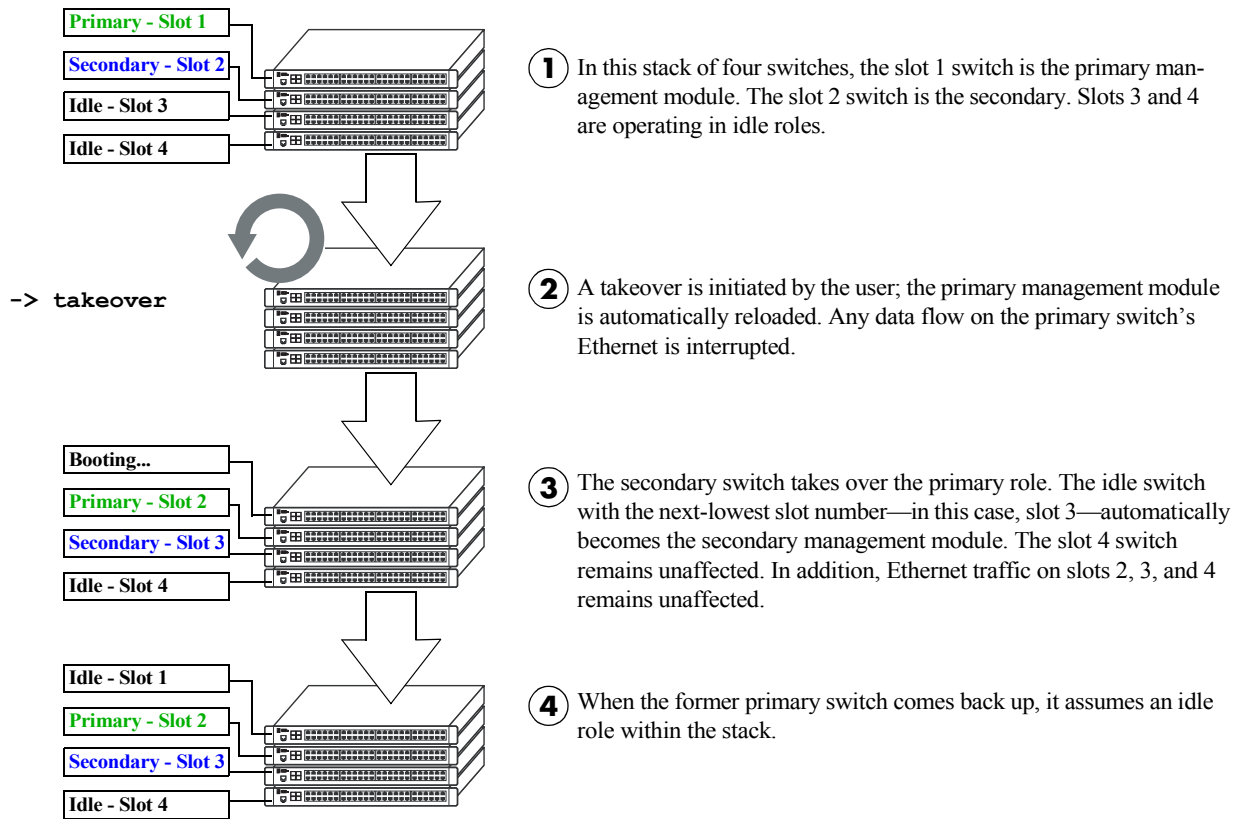 Primary - Slot 1
Secondary - Slot 2
Idle - Slot 3
Idle - Slot 4
1 In this stack of four switches, the slot 1 switch is the primary man-
agement module. The slot 2 switch is the secondary. Slots 3 and 4
are operating in idle roles.
-> takeover
2 A takeover is initiated by the user; the primary management module
is automatically reloaded. Any data flow on the primary switch’s
Ethernet is interrupted.
Booting...
Primary - Slot 2
Secondary - Slot 3
Idle - Slot 4
3 The secondary switch takes over the primary role. The idle switch
with the next-lowest slot number—in this case, slot 3—automatically
becomes the secondary management module. The slot 4 switch
remains unaffected. In addition, Ethernet traffic on slots 2, 3, and 4
remains unaffected.
Idle - Slot 1
Primary - Slot 2
Secondary - Slot 3
Idle - Slot 4
4 When the former primary switch comes back up, it assumes an idle
role within the stack.